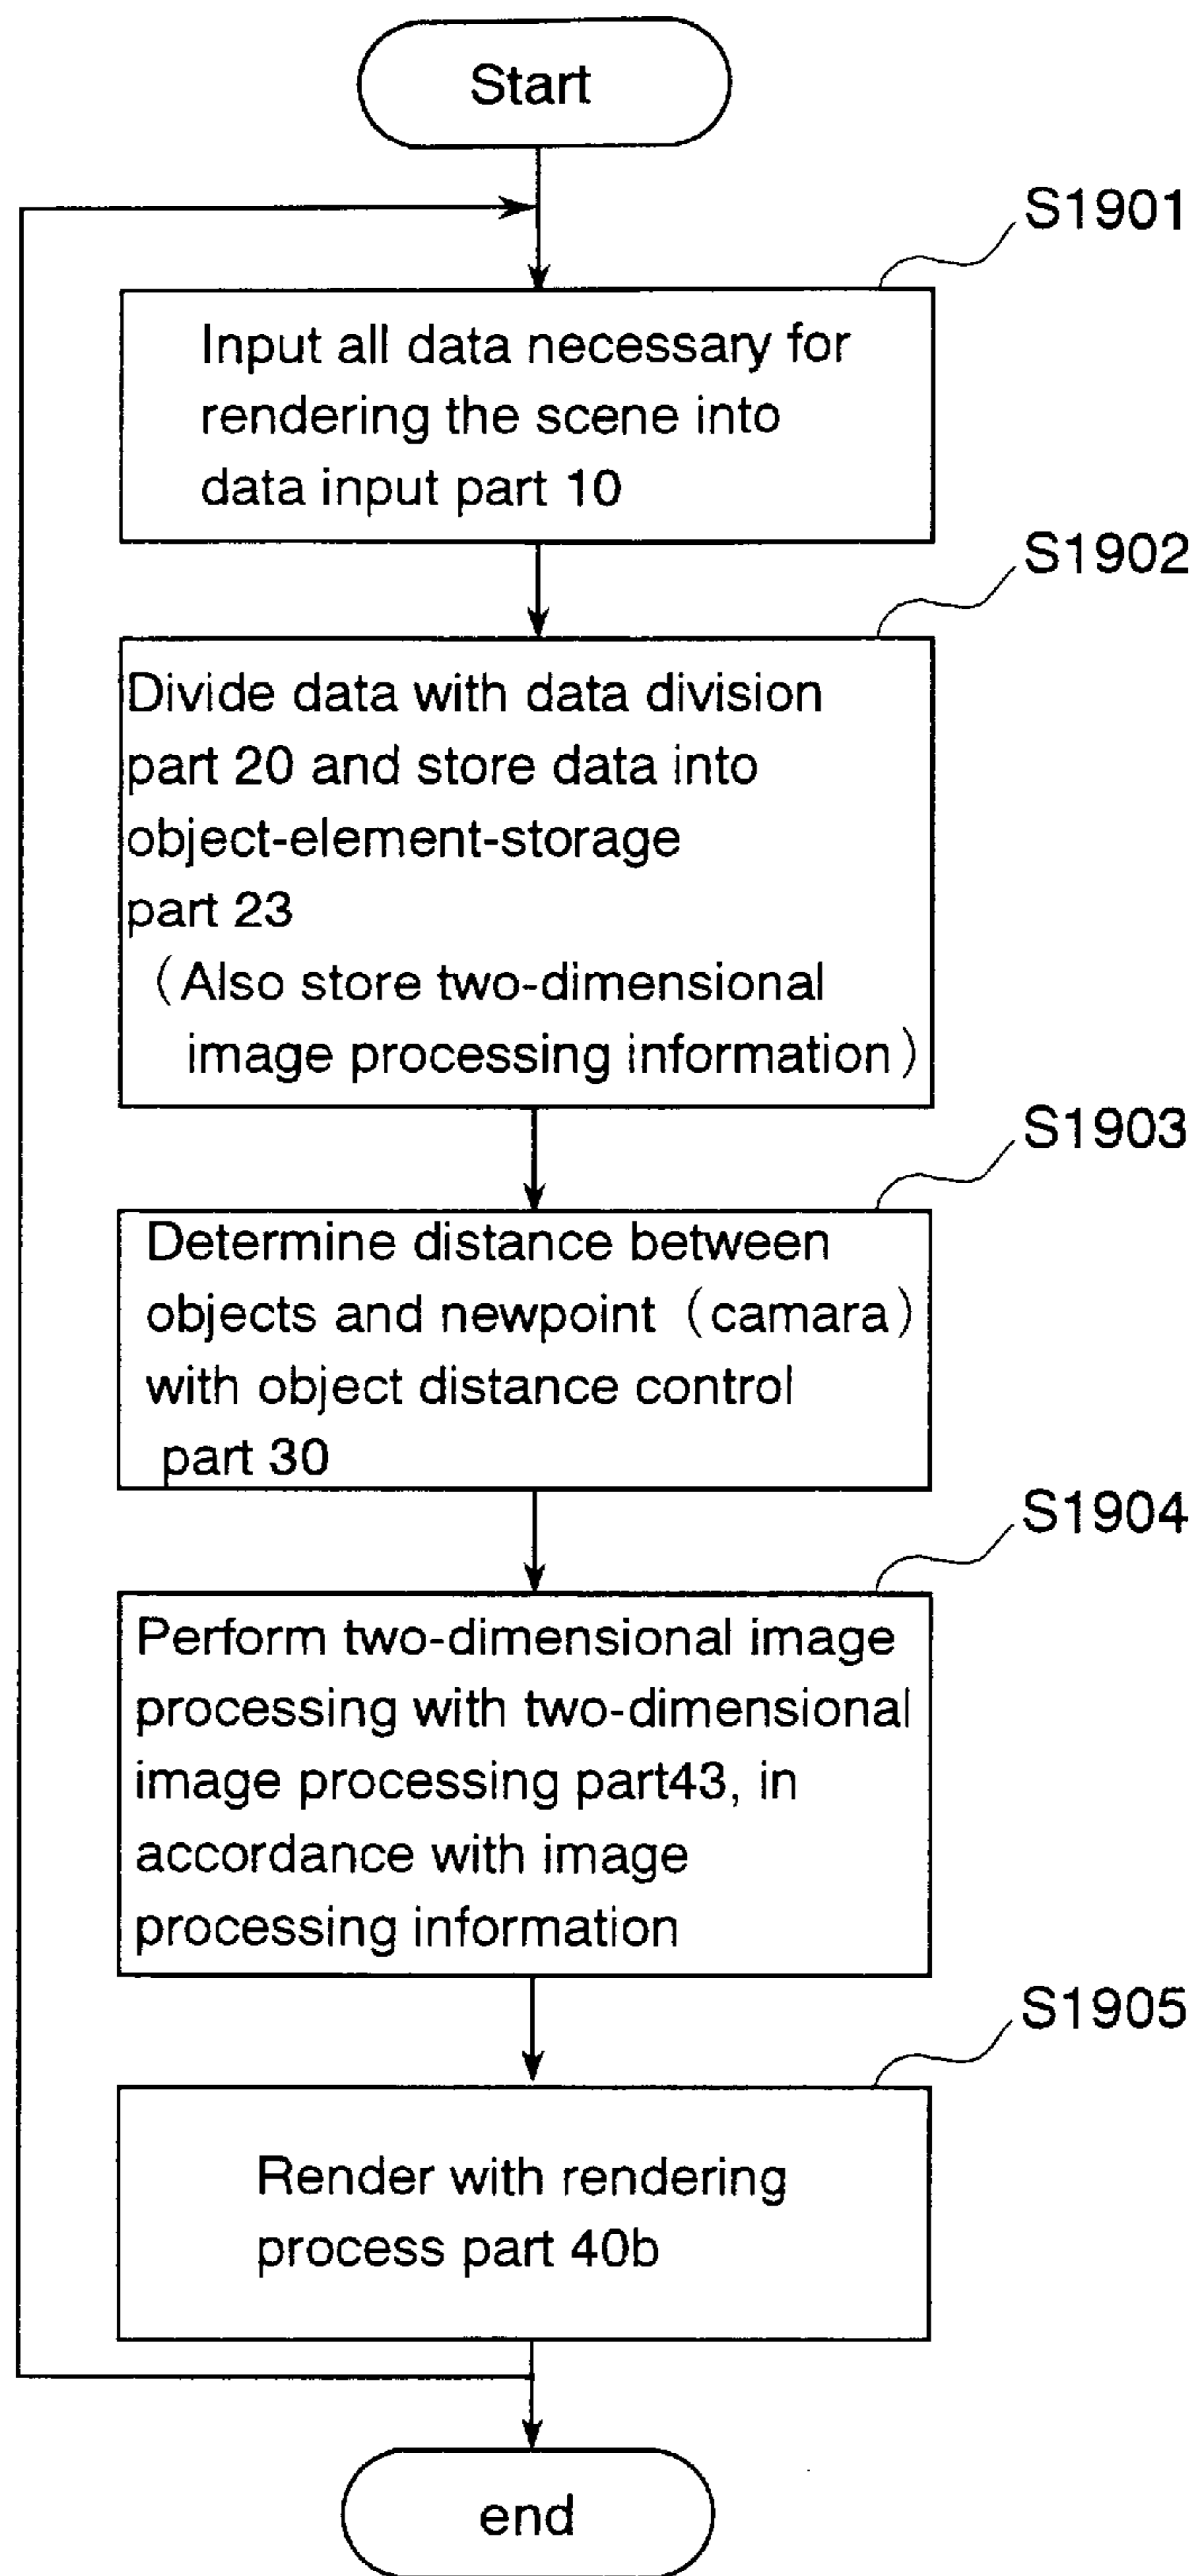 Start
S1901
Input all data necessary for
rendering the scene into
data input part 10
S1902
Divide data with data division
part 20 and store data into
object-element-storage
part 23
(Also store two-dimensional
image processing information)
S1903
Determine distance between
objects and newpoint (camara)
with object distance control
part 30
S1904
Perform two-dimensional image
processing with two-dimensional
image processing part43, in
accordance with image
processing information
S1905
Render with rendering
process part 40b
end